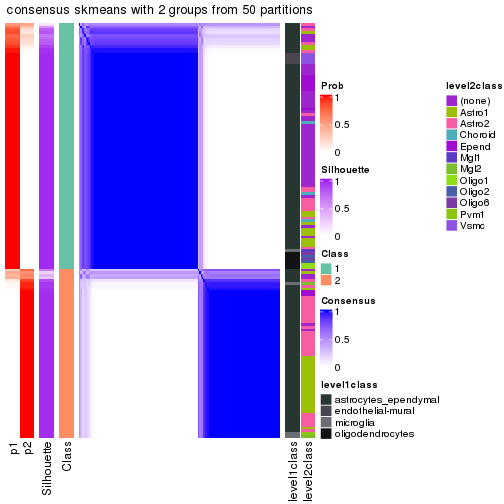 consensus skmeans with 2 groups from 50 partitions
Prob
1
0.5
0
Silhouette
1
0.5
0
Class
1
2
Consensus
1
0.5
0
level1class
astrocytes_ependymal
endothelial-mural
microglia
oligodendrocytes
level2class
(none)
Astro1
Astro2
Choroid
Epend
Mgl1
Mgl2
Oligo1
Oligo2
Oligo6
Pvm1
Vsmc
p1
p2
Silhouette
Class
level1class
level2class